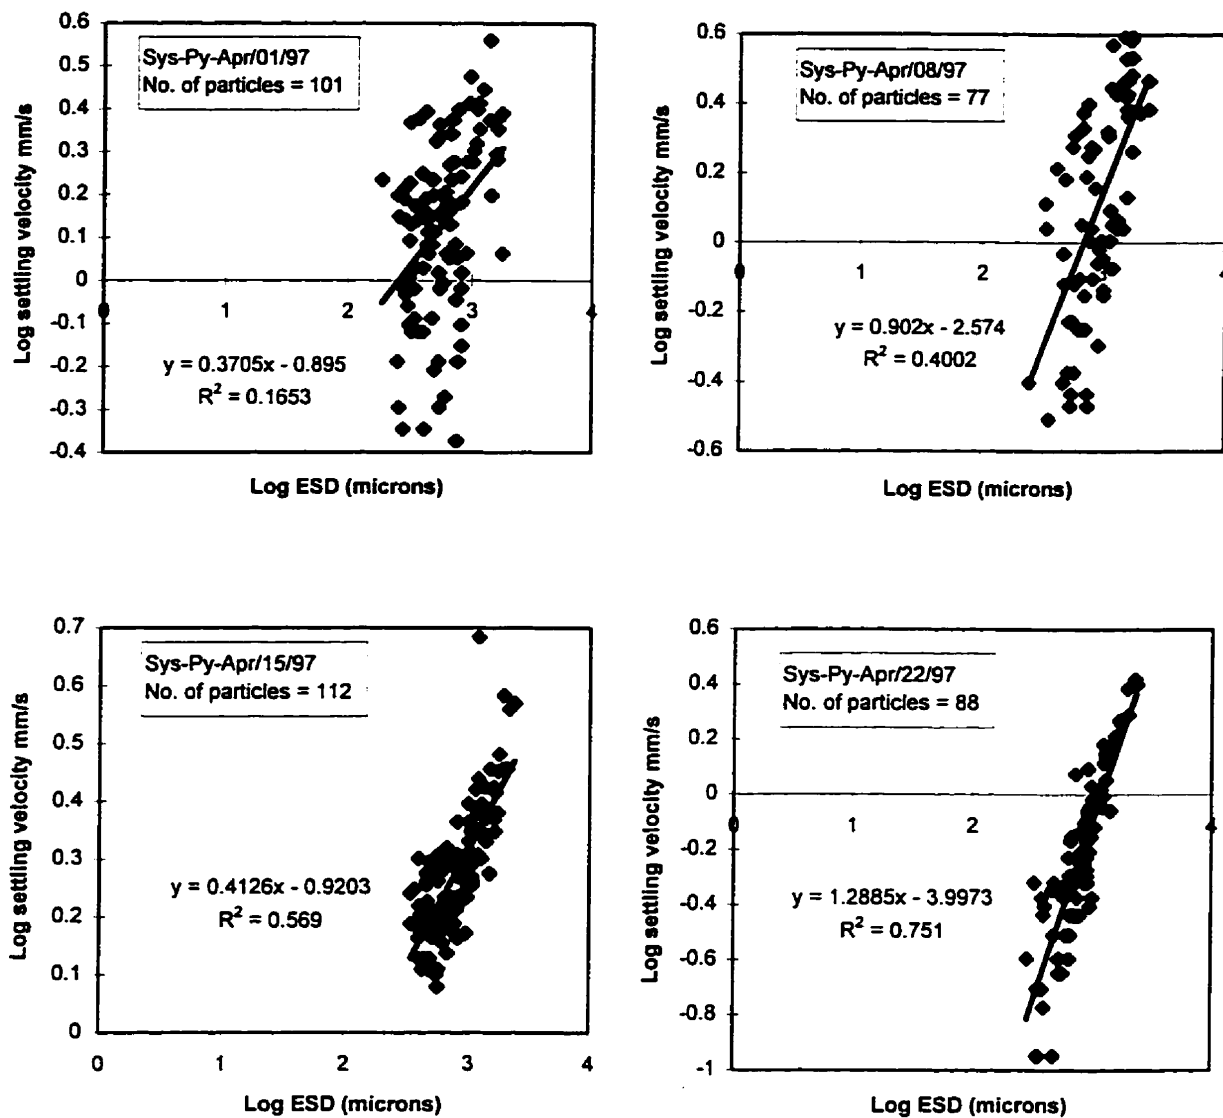 Sys-Py-Apr/01/97
No. of particles = 101
Log settling velocity mm/s
0.6
0.5
0.4
0.3
0.2
0.1
0
-0.1
-0.2
-0.3
-0.4
0
1
2
3
4
y = 0.3705x - 0.895
R² = 0.1653
Log ESD (microns)
Sys-Py-Apr/08/97
No. of particles = 77
Log settling velocity mm/s
0.6
0.4
0.2
0
-0.2
-0.4
-0.6
0
2
4
y = 0.902x - 2.574
R² = 0.4002
Log ESD (microns)
Sys-Py-Apr/15/97
No. of particles = 112
Log settling velocity mm/s
0.7
0.6
0.5
0.4
0.3
0.2
0.1
0
0
1
2
3
4
y = 0.4126x - 0.9203
R² = 0.569
Log ESD (microns)
Sys-Py-Apr/22/97
No. of particles = 88
Log settling velocity mm/s
0.6
0.4
0.2
0
-0.2
-0.4
-0.6
-0.8
-1
0
1
2
4
y = 1.2885x - 3.9973
R² = 0.751
Log ESD (microns)